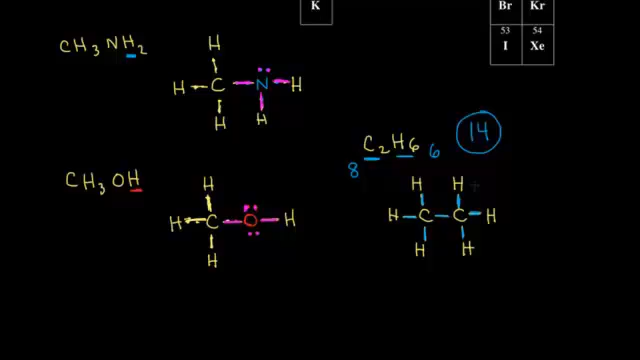 K
Br Kr
53 54
I Xe
CH3NH2
H
H C N H
H H
C2H6 14
8 6
CH3OH
H
H C O H
H
H H
H C C H
H H